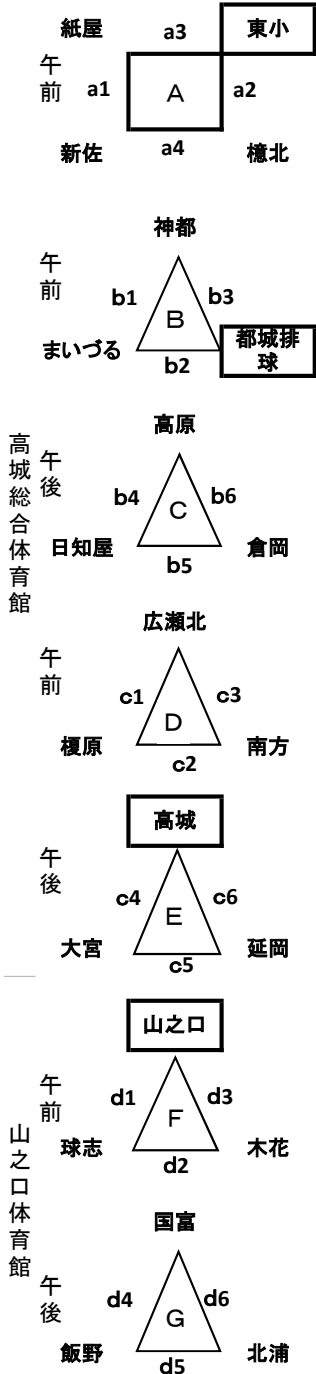 紙屋 a3 東小
午前 a1 A a2
新佐 a4 檍北
神都
午前 b1 B b3
まいづる b2 都城排球
高原
高城総合体育館
午後 b4 C b6
日知屋 b5 倉岡
広瀬北
午前 c1 D c3
榎原 c2 南方
高城
午後 c4 E c6
大宮 c5 延岡
山之口
午前 d1 F d3
球志 d2 木花
山之口体育館
国富
午後 d4 G d6
飯野 d5 北浦